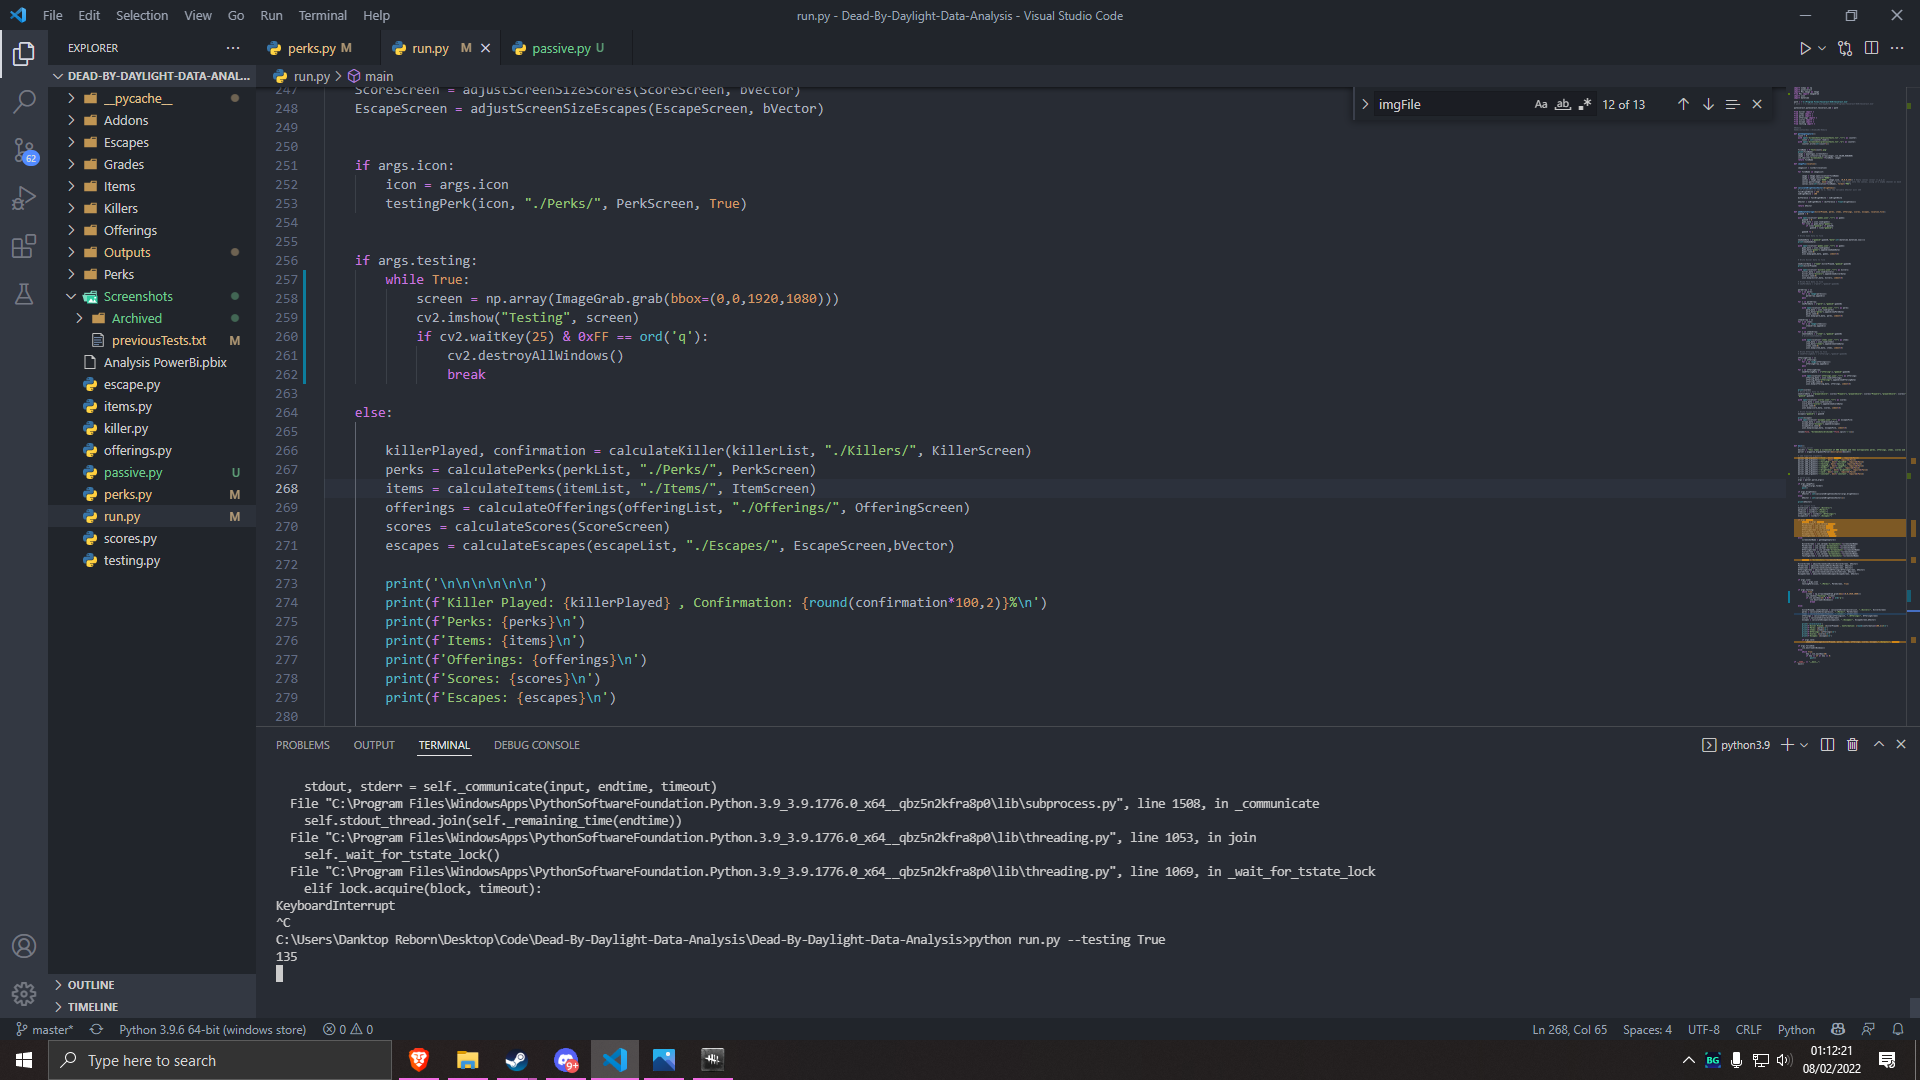 File Edit Selection View Go Run Terminal Help
run.py - Dead-By-Daylight-Data-Analysis - Visual Studio Code
EXPLORER
perks.py M
run.py M
passive.py U
DEAD-BY-DAYLIGHT-DATA-ANAL...
run.py > main
__pycache__
Addons
Escapes
Grades
Items
Killers
Offerings
Outputs
Perks
Screenshots
Archived
previousTests.txt M
Analysis PowerBi.pbix
escape.py
items.py
killer.py
offerings.py
passive.py U
perks.py M
run.py M
scores.py
testing.py
OUTLINE
TIMELINE
62
imgFile
Aa ab 12 of 13
247 ScoreScreen = adjustScreenSizeScores(ScoreScreen, bVector)
248 EscapeScreen = adjustScreenSizeEscapes(EscapeScreen, bVector)
249
250
251 if args.icon:
252 icon = args.icon
253 testingPerk(icon, "./Perks/", PerkScreen, True)
254
255
256 if args.testing:
257 while True:
258 screen = np.array(ImageGrab.grab(bbox=(0,0,1920,1080)))
259 cv2.imshow("Testing", screen)
260 if cv2.waitKey(25) & 0xFF == ord('q'):
261 cv2.destroyAllWindows()
262 break
263
264 else:
265
266 killerPlayed, confirmation = calculateKiller(killerList, "./Killers/", KillerScreen)
267 perks = calculatePerks(perkList, "./Perks/", PerkScreen)
268 items = calculateItems(itemList, "./Items/", ItemScreen)
269 offerings = calculateOfferings(offeringList, "./Offerings/", OfferingScreen)
270 scores = calculateScores(ScoreScreen)
271 escapes = calculateEscapes(escapeList, "./Escapes/", EscapeScreen,bVector)
272
273 print('\n\n\n\n\n\n')
274 print(f'Killer Played: {killerPlayed} , Confirmation: {round(confirmation*100,2)}%\n')
275 print(f'Perks: {perks}\n')
276 print(f'Items: {items}\n')
277 print(f'Offerings: {offerings}\n')
278 print(f'Scores: {scores}\n')
279 print(f'Escapes: {escapes}\n')
280
PROBLEMS OUTPUT TERMINAL DEBUG CONSOLE
python3.9
stdout, stderr = self._communicate(input, endtime, timeout)
File "C:\Program Files\WindowsApps\PythonSoftwareFoundation.Python.3.9_3.9.1776.0_x64__qbz5n2kfra8p0\lib\subprocess.py", line 1508, in _communicate
self.stdout_thread.join(self._remaining_time(endtime))
File "C:\Program Files\WindowsApps\PythonSoftwareFoundation.Python.3.9_3.9.1776.0_x64__qbz5n2kfra8p0\lib\threading.py", line 1053, in join
self._wait_for_tstate_lock()
File "C:\Program Files\WindowsApps\PythonSoftwareFoundation.Python.3.9_3.9.1776.0_x64__qbz5n2kfra8p0\lib\threading.py", line 1069, in _wait_for_tstate_lock
elif lock.acquire(block, timeout):
KeyboardInterrupt
^C
C:\Users\Danktop Reborn\Desktop\Code\Dead-By-Daylight-Data-Analysis\Dead-By-Daylight-Data-Analysis>python run.py --testing True
135
master* Python 3.9.6 64-bit (windows store) 0 0
Ln 268, Col 65 Spaces: 4 UTF-8 CRLF Python
Type here to search
9+
BG
01:12:21
08/02/2022